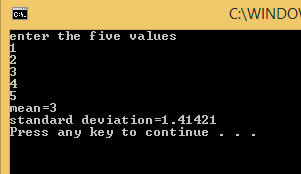 C:\WINDOW
enter the five values
1
2
3
4
5
mean=3
standard deviation=1.41421
Press any key to continue . . .